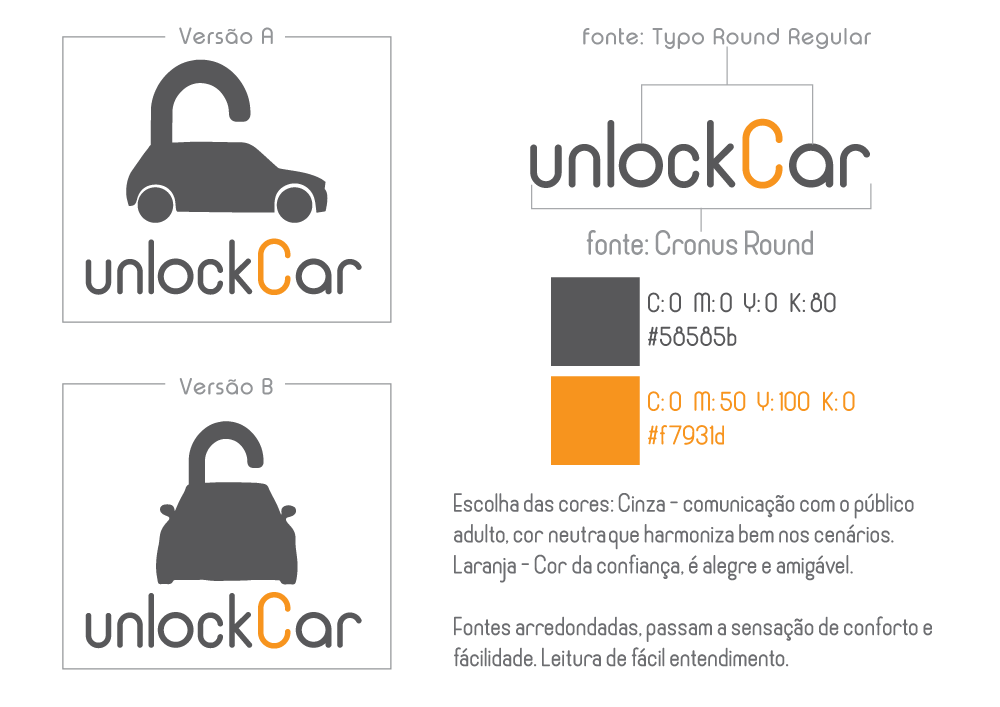 Versão A
unlockCar
Versão B
unlockCar
fonte: Typo Round Regular
unlockCar
fonte: Cronus Round
C: 0 M: 0 Y: 0 K: 80
#58585b
C: 0 M: 50 Y: 100 K: 0
#f7931d
Escolha das cores: Cinza - comunicação com o público
adulto, cor neutra que harmoniza bem nos cenários.
Laranja - Cor da confiança, é alegre e amigável.
Fontes arredondadas, passam a sensação de conforto e
fácilidade. Leitura de fácil entendimento.